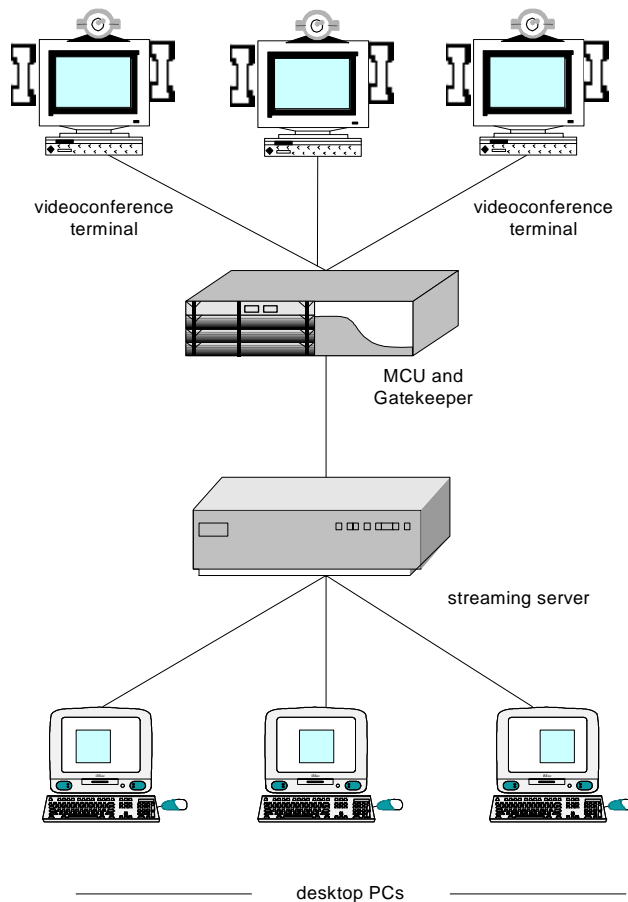 videoconference
terminal
videoconference
terminal
MCU and
Gatekeeper
streaming server
desktop PCs